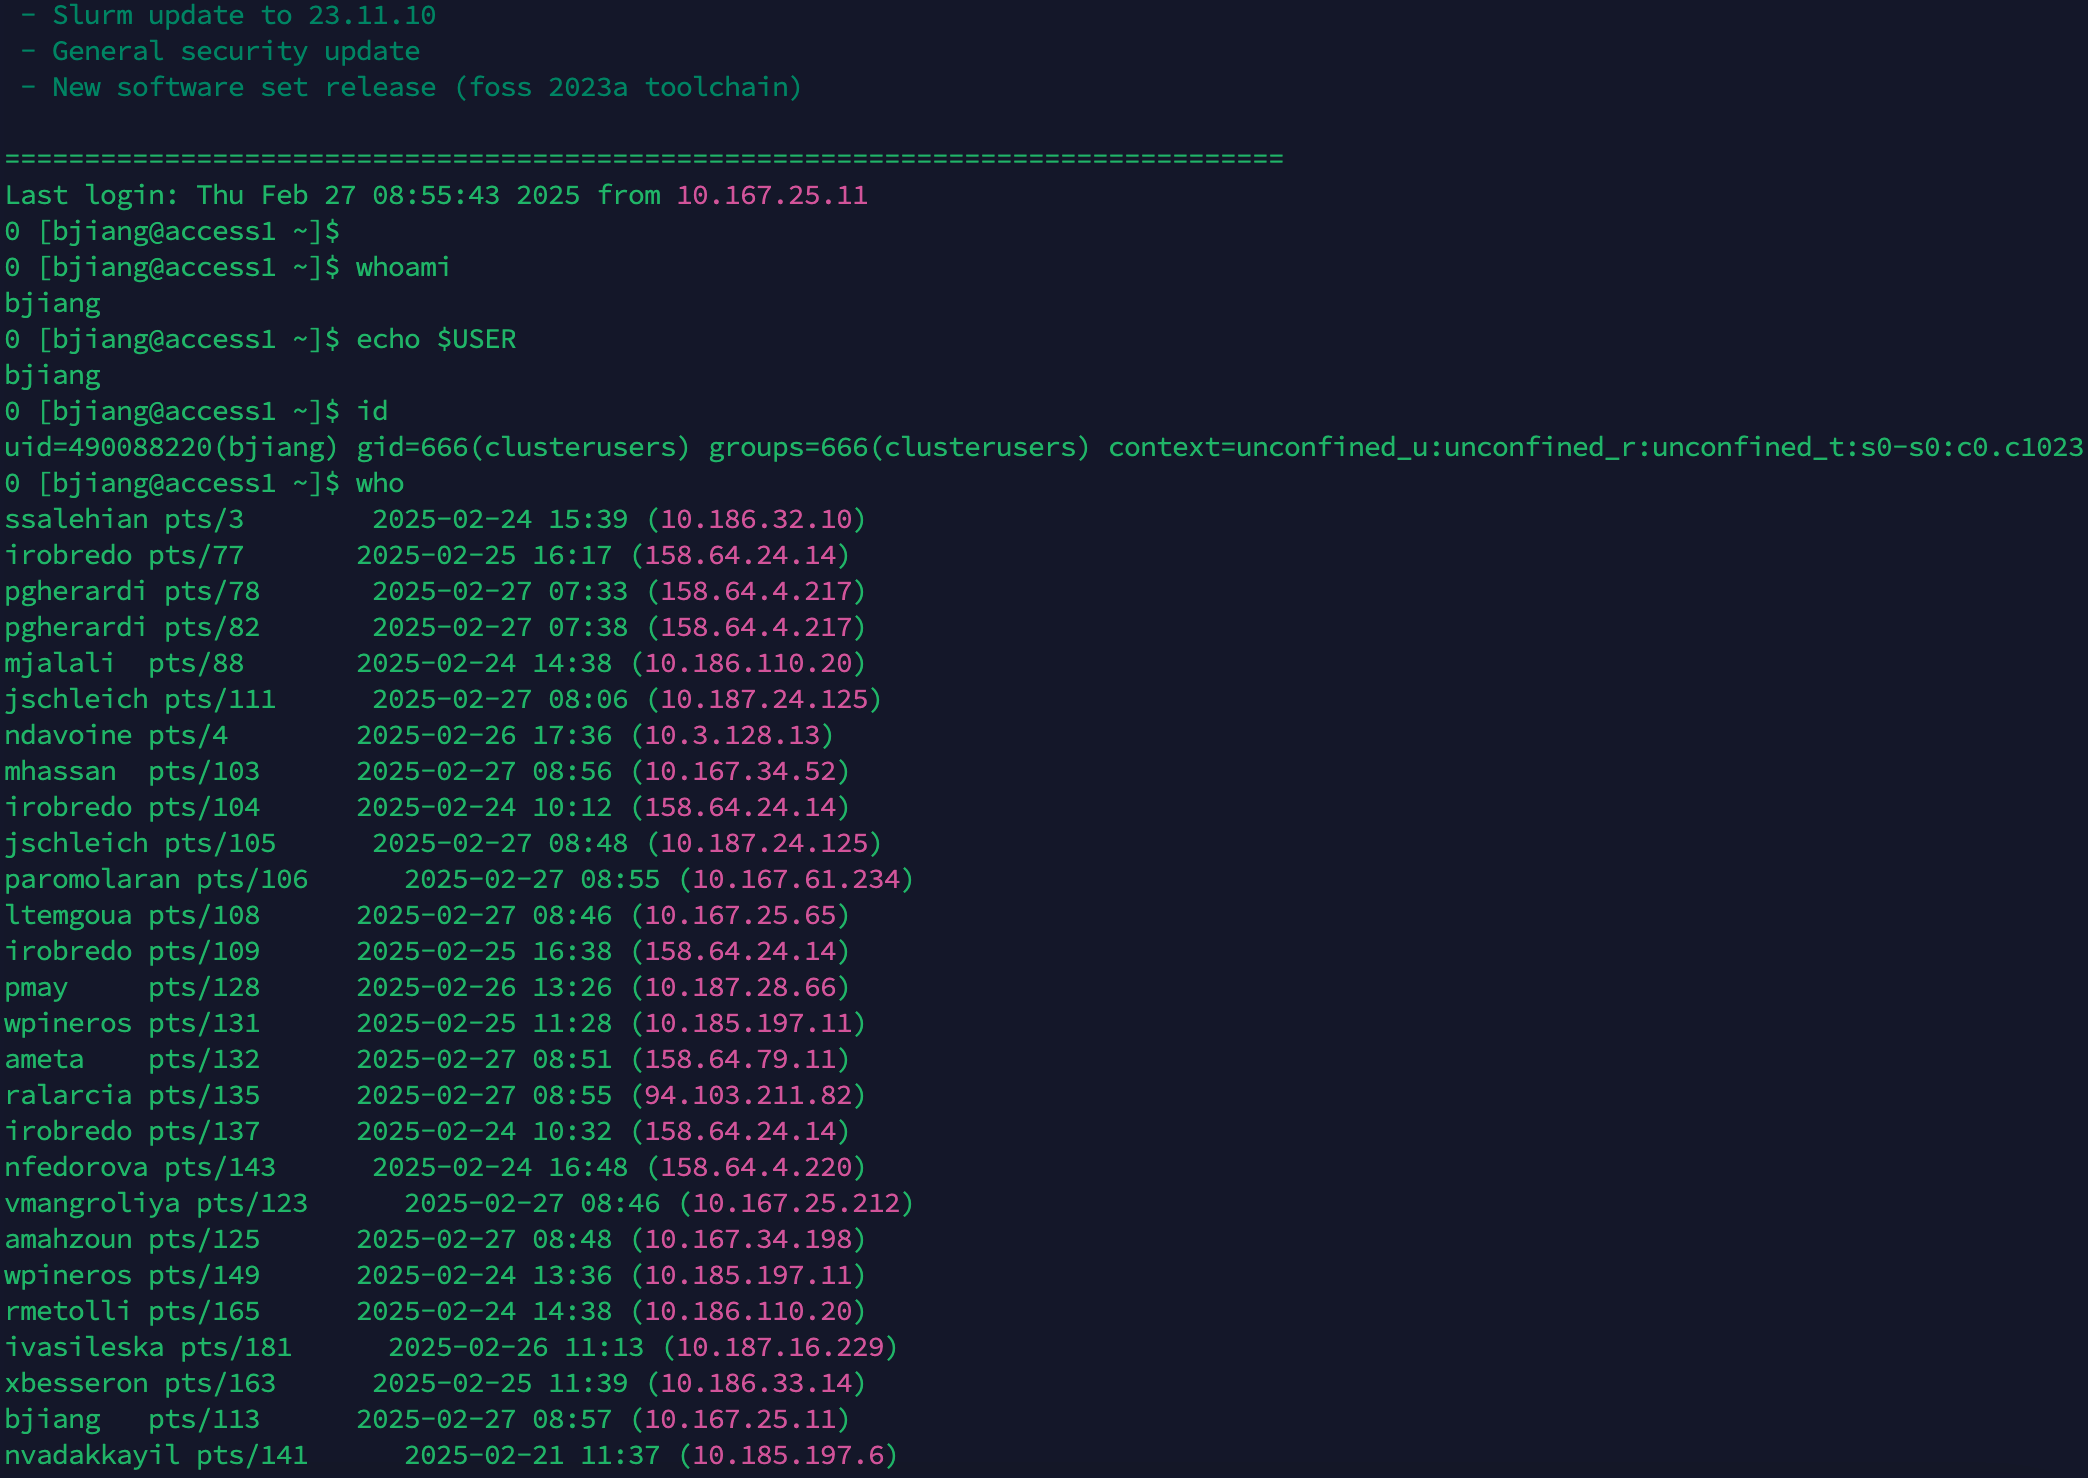 - Slurm update to 23.11.10
- General security update
- New software set release (foss 2023a toolchain)
================================================================================
Last login: Thu Feb 27 08:55:43 2025 from 10.167.25.11
0 [bjiang@access1 ~]$
0 [bjiang@access1 ~]$ whoami
bjiang
0 [bjiang@access1 ~]$ echo $USER
bjiang
0 [bjiang@access1 ~]$ id
uid=490088220(bjiang) gid=666(clusterusers) groups=666(clusterusers) context=unconfined_u:unconfined_r:unconfined_t:s0-s0:c0.c1023
0 [bjiang@access1 ~]$ who
ssalehian pts/3        2025-02-24 15:39 (10.186.32.10)
irobredo pts/77       2025-02-25 16:17 (158.64.24.14)
pgherardi pts/78       2025-02-27 07:33 (158.64.4.217)
pgherardi pts/82       2025-02-27 07:38 (158.64.4.217)
mjalali  pts/88       2025-02-24 14:38 (10.186.110.20)
jschleich pts/111      2025-02-27 08:06 (10.187.24.125)
ndavoine pts/4        2025-02-26 17:36 (10.3.128.13)
mhassan  pts/103      2025-02-27 08:56 (10.167.34.52)
irobredo pts/104      2025-02-24 10:12 (158.64.24.14)
jschleich pts/105      2025-02-27 08:48 (10.187.24.125)
paromolaran pts/106      2025-02-27 08:55 (10.167.61.234)
ltemgoua pts/108      2025-02-27 08:46 (10.167.25.65)
irobredo pts/109      2025-02-25 16:38 (158.64.24.14)
pmay     pts/128      2025-02-26 13:26 (10.187.28.66)
wpineros pts/131      2025-02-25 11:28 (10.185.197.11)
ameta    pts/132      2025-02-27 08:51 (158.64.79.11)
ralarcia pts/135      2025-02-27 08:55 (94.103.211.82)
irobredo pts/137      2025-02-24 10:32 (158.64.24.14)
nfedorova pts/143      2025-02-24 16:48 (158.64.4.220)
vmangroliya pts/123      2025-02-27 08:46 (10.167.25.212)
amahzoun pts/125      2025-02-27 08:48 (10.167.34.198)
wpineros pts/149      2025-02-24 13:36 (10.185.197.11)
rmetolli pts/165      2025-02-24 14:38 (10.186.110.20)
ivasileska pts/181      2025-02-26 11:13 (10.187.16.229)
xbesseron pts/163      2025-02-25 11:39 (10.186.33.14)
bjiang   pts/113      2025-02-27 08:57 (10.167.25.11)
nvadakkayil pts/141      2025-02-21 11:37 (10.185.197.6)